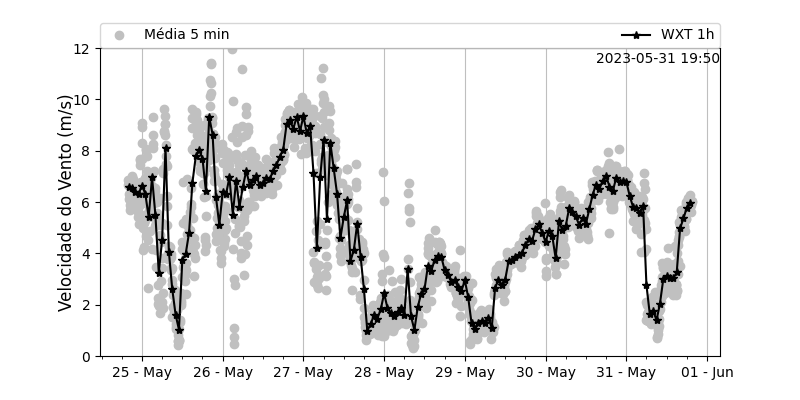 Média 5 min
WXT 1h
2023-05-31 19:50
Velocidade do Vento (m/s)
12
10
8
6
4
2
0
25 - May
26 - May
27 - May
28 - May
29 - May
30 - May
31 - May
01 - Jun